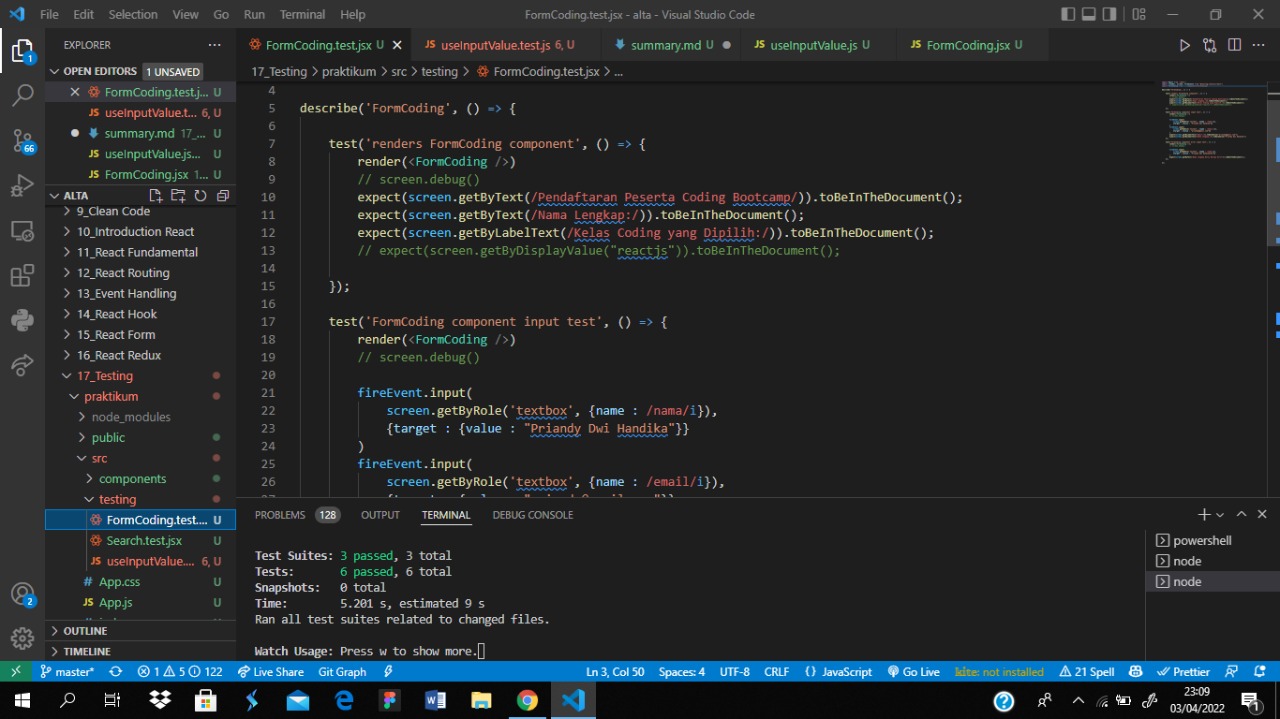 File Edit Selection View Go Run Terminal Help
FormCoding.test.jsx - alta - Visual Studio Code
EXPLORER
OPEN EDITORS 1 UNSAVED
FormCoding.test.j... U
useInputValue.t... 6, U
summary.md 17_... U
useInputValue.js... U
FormCoding.jsx 1... U
ALTA
9_Clean Code
10_Introduction React
11_React Fundamental
12_React Routing
13_Event Handling
14_React Hook
15_React Form
16_React Redux
17_Testing
praktikum
node_modules
public
src
components
testing
FormCoding.test.... U
Search.test.jsx U
useInputValue.... 6, U
App.css U
App.js U
OUTLINE
TIMELINE
1
66
2
FormCoding.test.jsx U
useInputValue.test.js 6, U
summary.md U
useInputValue.js U
FormCoding.jsx U
17_Testing > praktikum > src > testing > FormCoding.test.jsx > ...
4
5 describe('FormCoding', () => {
6
7 test('renders FormCoding component', () => {
8 render(<FormCoding />)
9 // screen.debug()
10 expect(screen.getByText(/Pendaftaran Peserta Coding Bootcamp/)).toBeInTheDocument();
11 expect(screen.getByText(/Nama Lengkap:/)).toBeInTheDocument();
12 expect(screen.getByLabelText(/Kelas Coding yang Dipilih:/)).toBeInTheDocument();
13 // expect(screen.getByDisplayValue("reactjs")).toBeInTheDocument();
14
15 });
16
17 test('FormCoding component input test', () => {
18 render(<FormCoding />)
19 // screen.debug()
20
21 fireEvent.input(
22 screen.getByRole('textbox', {name : /nama/i}),
23 {target : {value : "Priandy Dwi Handika"}}
24 )
25 fireEvent.input(
26 screen.getByRole('textbox', {name : /email/i}),
PROBLEMS 128 OUTPUT TERMINAL DEBUG CONSOLE
Test Suites: 3 passed, 3 total
Tests: 6 passed, 6 total
Snapshots: 0 total
Time: 5.201 s, estimated 9 s
Ran all test suites related to changed files.
Watch Usage: Press w to show more.
powershell
node
node
master* 1 5 122 Live Share Git Graph Ln 3, Col 50 Spaces: 4 UTF-8 CRLF {} JavaScript Go Live kite: not installed 21 Spell Prettier
23:09
03/04/2022
1